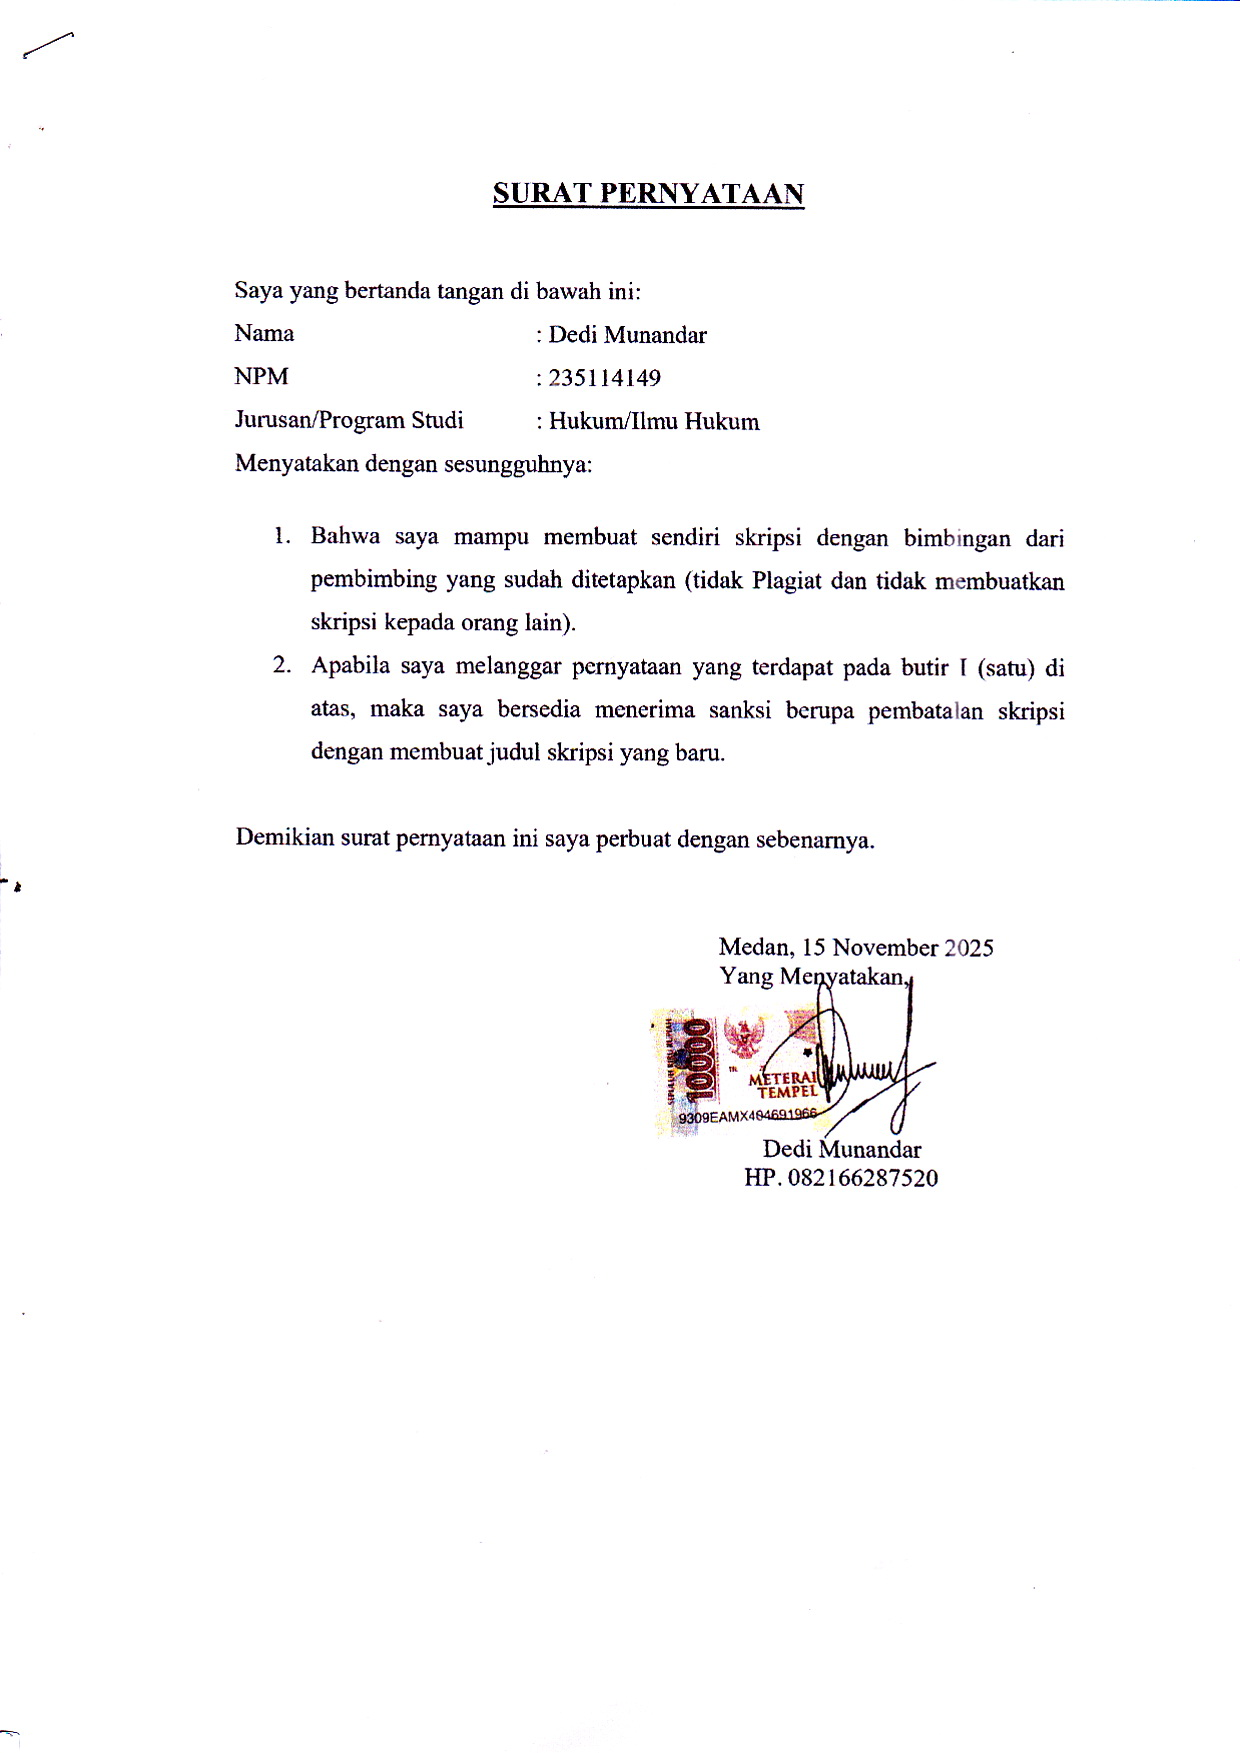 SURAT PERNYATAAN
Saya yang bertanda tangan di bawah ini:
Nama : Dedi Munandar
NPM : 235114149
Jurusan/Program Studi : Hukum/Ilmu Hukum
Menyatakan dengan sesungguhnya:
1. Bahwa saya mampu membuat sendiri skripsi dengan bimbingan dari
pembimbing yang sudah ditetapkan (tidak Plagiat dan tidak membuatkan
skripsi kepada orang lain).
2. Apabila saya melanggar pernyataan yang terdapat pada butir I (satu) di
atas, maka saya bersedia menerima sanksi berupa pembatalan skripsi
dengan membuat judul skripsi yang baru.
Demikian surat pernyataan ini saya perbuat dengan sebenarnya.
Medan, 15 November 2025
Yang Menyatakan,
10000
METERAI
TEMPEL
9309EAMX404691966
Dedi Munandar
HP. 082166287520